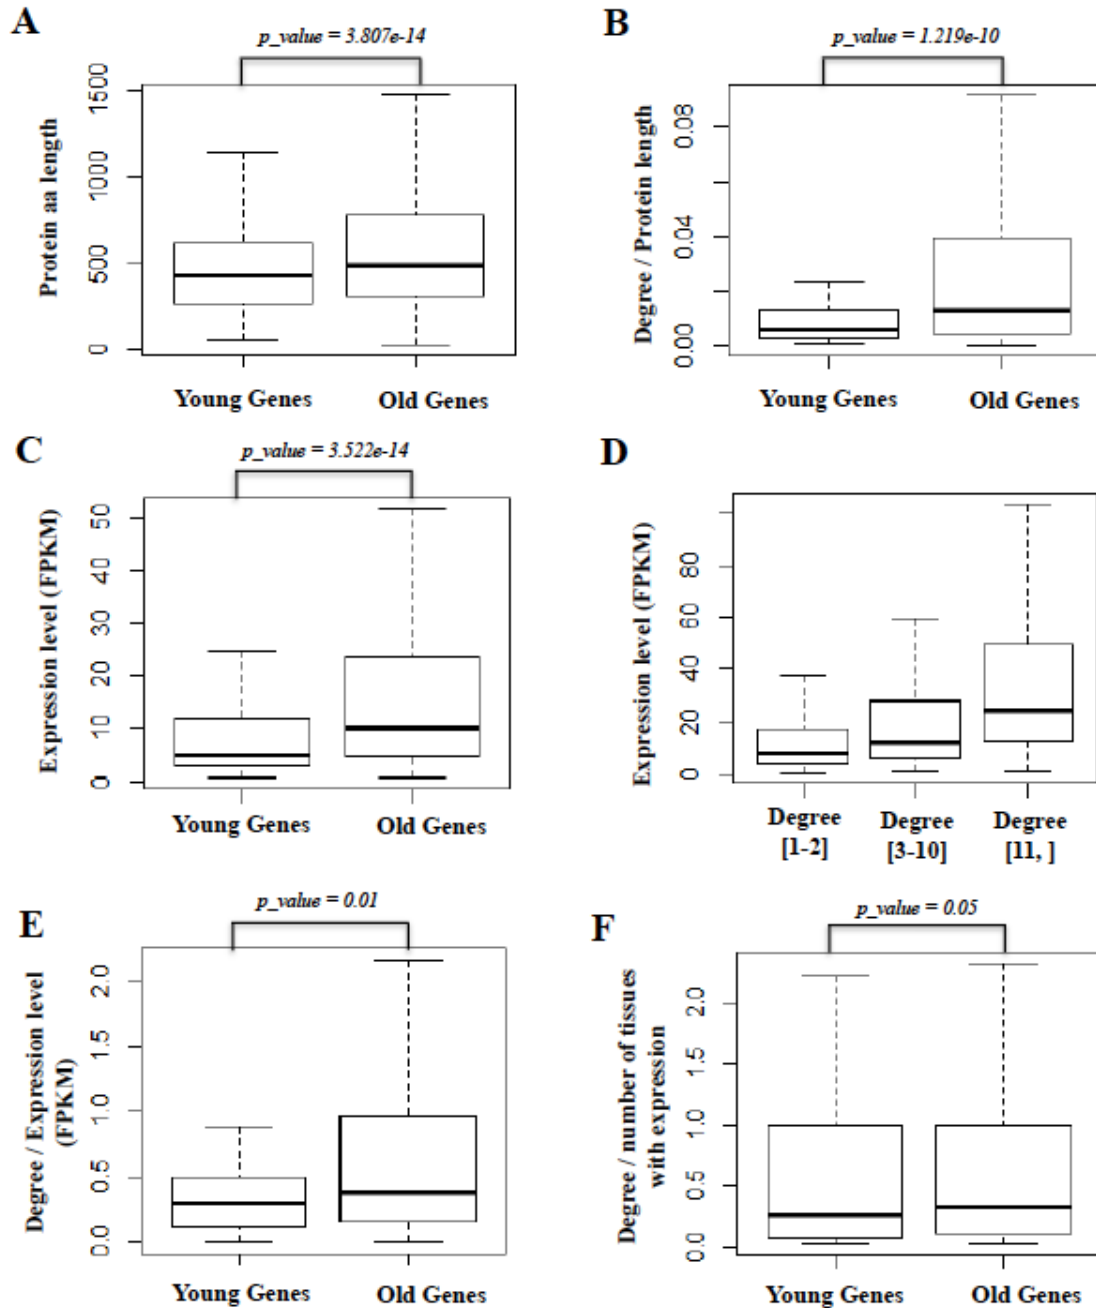 A
p_value = 3.807e-14
Protein aa length
1500
1000
500
0
Young Genes
Old Genes
B
p_value = 1.219e-10
Degree / Protein length
0.08
0.04
0.00
Young Genes
Old Genes
C
p_value = 3.522e-14
Expression level (FPKM)
50
40
30
20
10
0
Young Genes
Old Genes
D
Expression level (FPKM)
80
60
40
20
0
Degree
[1-2]
Degree
[3-10]
Degree
[11, ]
E
p_value = 0.01
Degree / Expression level
(FPKM)
2.0
1.5
1.0
0.5
0.0
Young Genes
Old Genes
F
p_value = 0.05
Degree / number of tissues
with expression
2.0
1.5
1.0
0.5
0.0
Young Genes
Old Genes